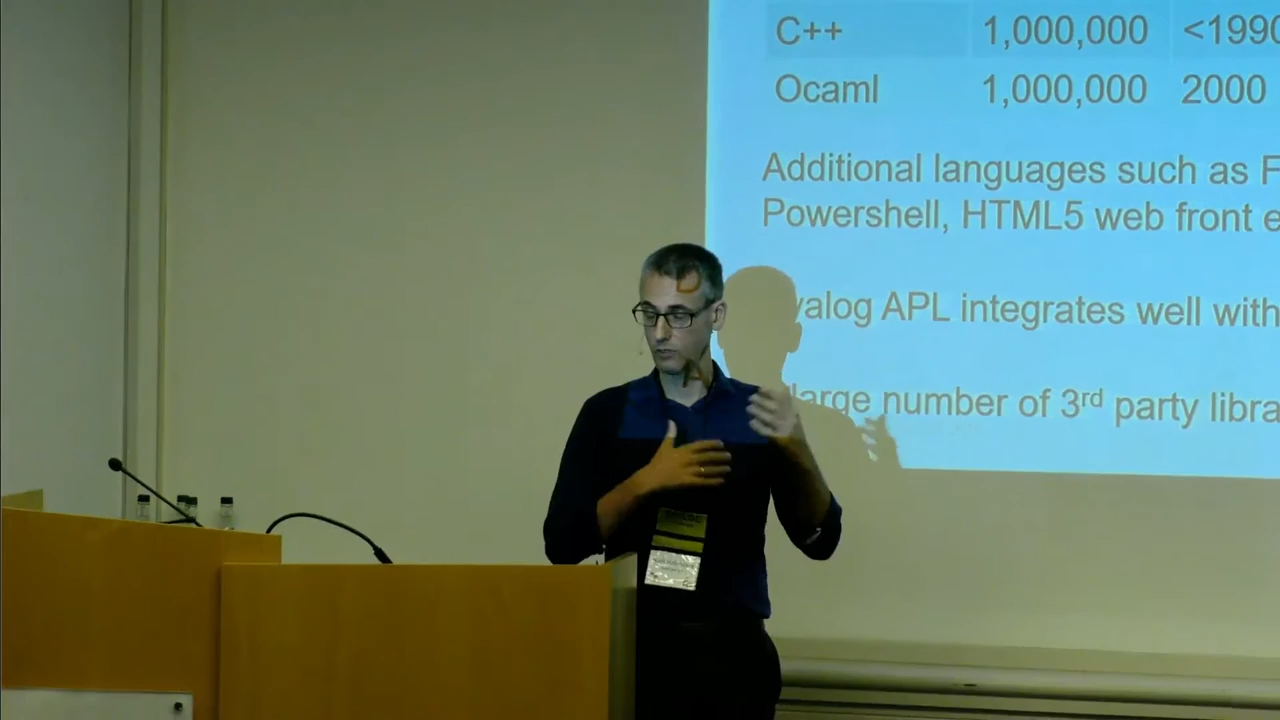 C++ 1,000,000 <1990
Ocaml 1,000,000 2000
Additional languages such as F
Powershell, HTML5 web front e
yalog APL integrates well with
large number of 3rd party libra